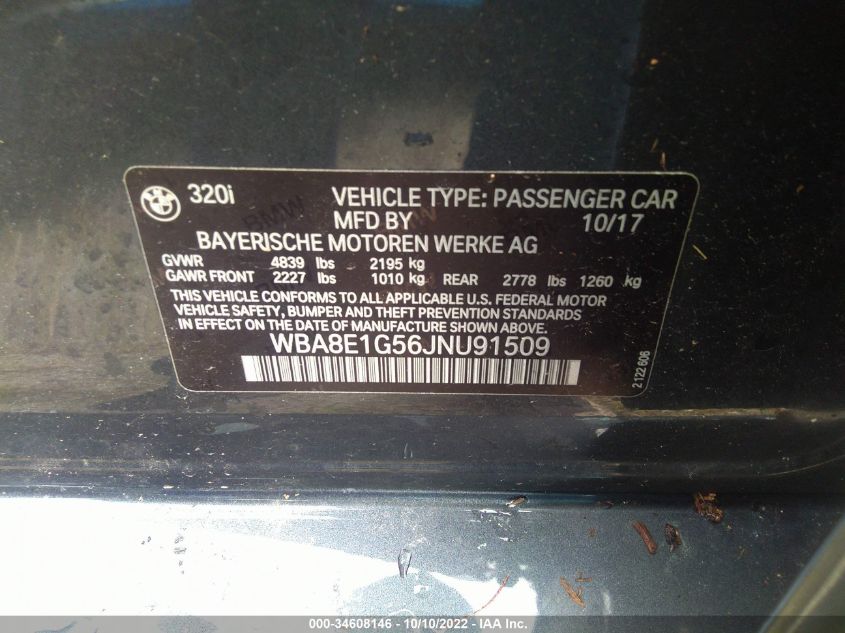 320i VEHICLE TYPE: PASSENGER CAR
MFD BY 10/17
BAYERISCHE MOTOREN WERKE AG
GVWR 4839 lbs 2195 kg
GAWR FRONT 2227 lbs 1010 kg REAR 2778 lbs 1260 kg
THIS VEHICLE CONFORMS TO ALL APPLICABLE U.S. FEDERAL MOTOR
VEHICLE SAFETY, BUMPER AND THEFT PREVENTION STANDARDS
IN EFFECT ON THE DATE OF MANUFACTURE SHOWN ABOVE.
WBA8E1G56JNU91509
2 122 606
000-34608146 - 10/10/2022 - IAA Inc.